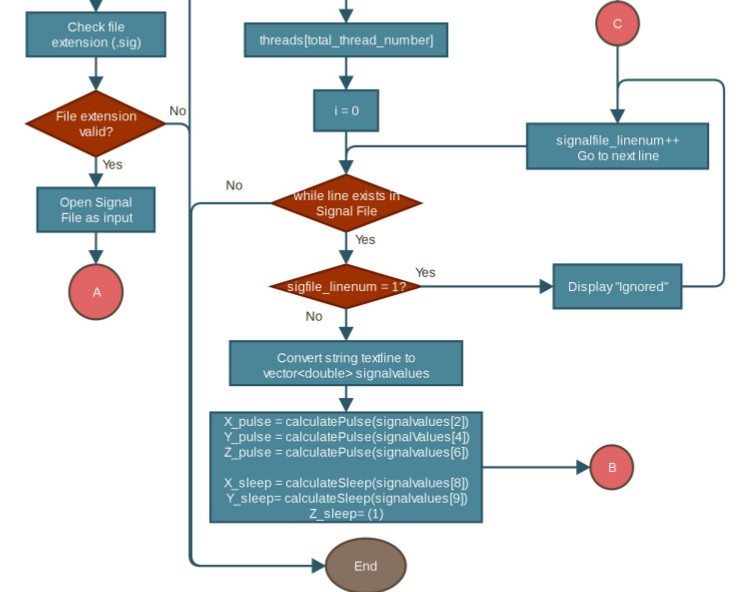 Check file
extension (.sig)
File extension
valid?
No
Yes
Open Signal
File as input
A
threads[total_thread_number]
i = 0
while line exists in
Signal File
No
Yes
sigfile_linenum = 1?
Yes
No
Display "Ignored"
Convert string textline to
vector<double> signalvalues
X_pulse = calculatePulse(signalvalues[2])
Y_pulse = calculatePulse(signalValues[4])
Z_pulse = calculatePulse(signalvalues[6])
X_sleep = calculateSleep(signalvalues[8])
Y_sleep= calculateSleep(signalvalues[9])
Z_sleep= (1)
End
C
signalfile_linenum++
Go to next line
B